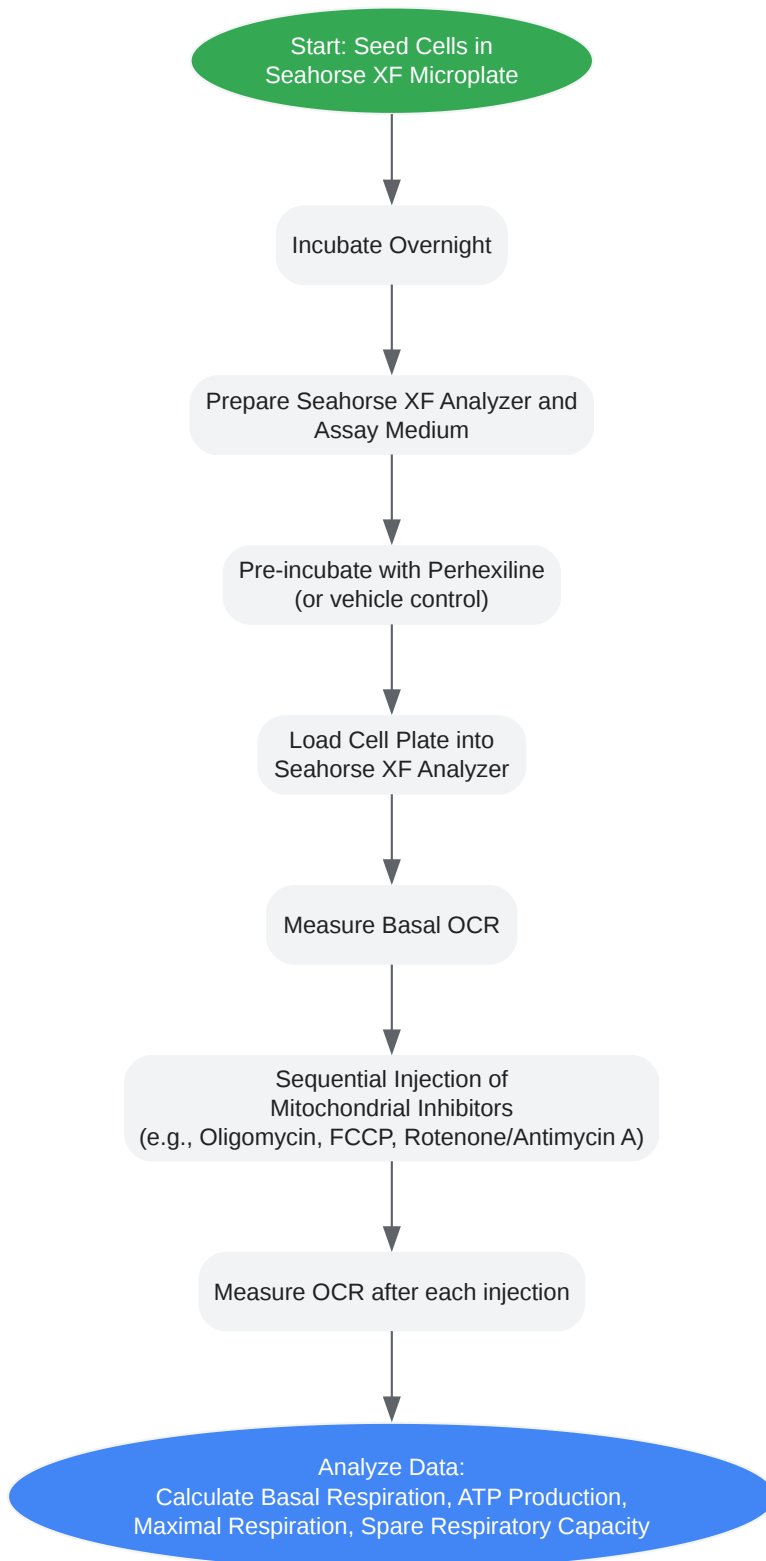 Start: Seed Cells in
Seahorse XF Microplate
Incubate Overnight
Prepare Seahorse XF Analyzer and
Assay Medium
Pre-incubate with Perhexiline
(or vehicle control)
Load Cell Plate into
Seahorse XF Analyzer
Measure Basal OCR
Sequential Injection of
Mitochondrial Inhibitors
(e.g., Oligomycin, FCCP, Rotenone/Antimycin A)
Measure OCR after each injection
Analyze Data:
Calculate Basal Respiration, ATP Production,
Maximal Respiration, Spare Respiratory Capacity